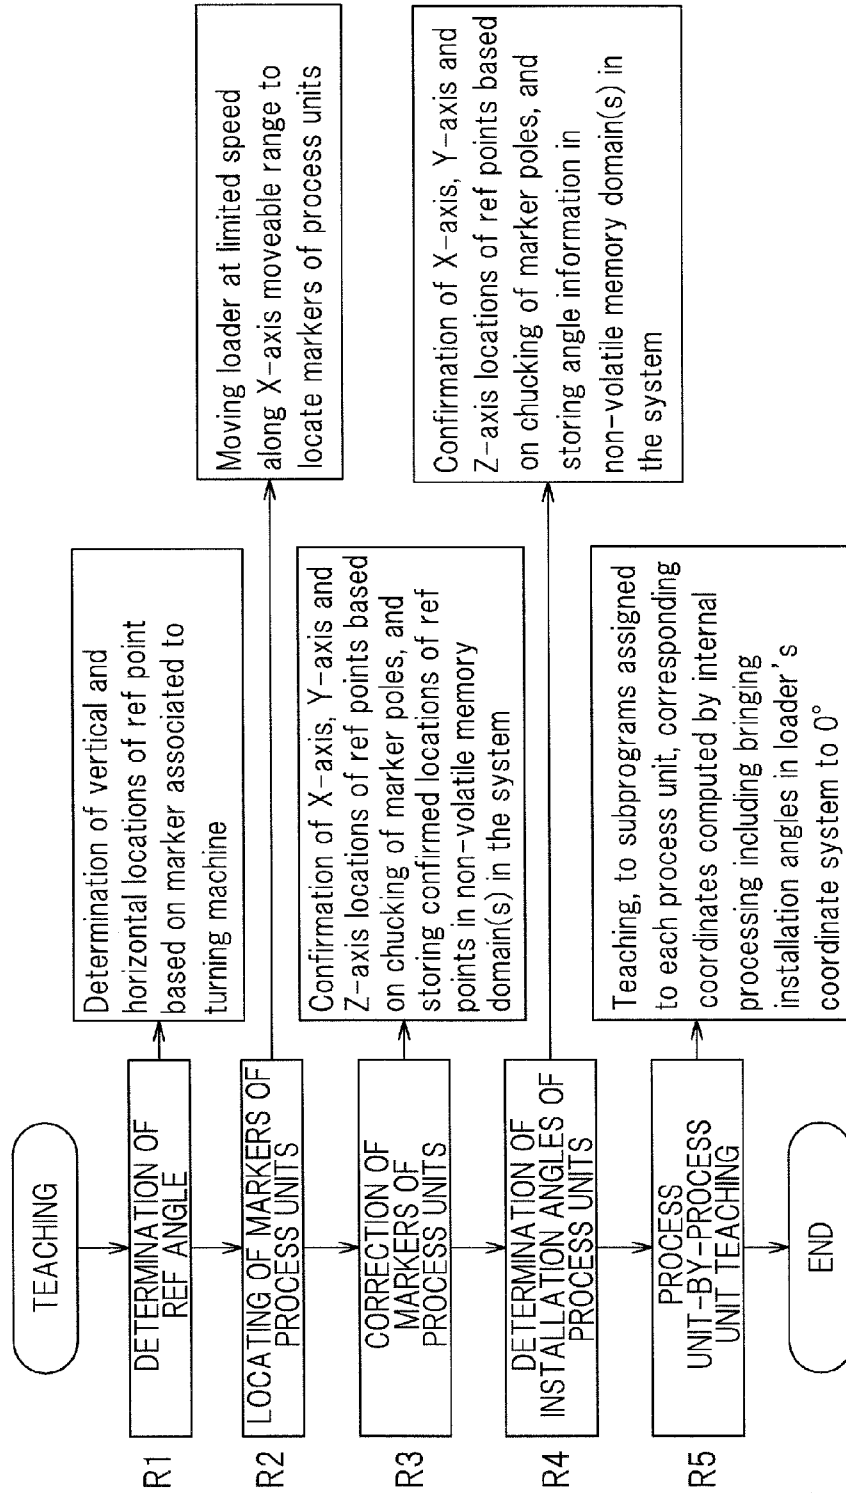 TEACHING
R1
DETERMINATION OF
REF ANGLE
Determination of vertical and
horizontal locations of ref point
based on marker associated to
turning machine
R2
LOCATING OF MARKERS OF
PROCESS UNITS
Moving loader at limited speed
along X-axis moveable range to
locate markers of process units
R3
CORRECTION OF
MARKERS OF
PROCESS UNITS
Confirmation of X-axis, Y-axis and
Z-axis locations of ref points based
on chucking of marker poles, and
storing confirmed locations of ref
points in non-volatile memory
domain(s) in the system
R4
DETERMINATION OF
INSTALLATION ANGLES OF
PROCESS UNITS
Confirmation of X-axis, Y-axis and
Z-axis locations of ref points based
on chucking of marker poles, and
storing angle information in
non-volatile memory domain(s) in
the system
R5
PROCESS
UNIT-BY-PROCESS
UNIT TEACHING
Teaching, to subprograms assigned
to each process unit, corresponding
coordinates computed by internal
processing including bringing
installation angles in loader's
coordinate system to 0°
END